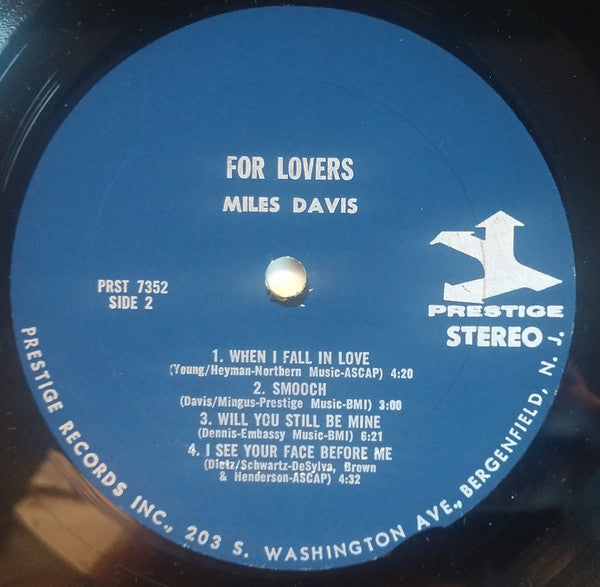 FOR LOVERS
MILES DAVIS
PRST 7352
SIDE 2
PRESTIGE
STEREO
1. WHEN I FALL IN LOVE
(Young/Heyman-Northern Music-ASCAP) 4:20
2. SMOOCH
(Davis/Mingus-Prestige Music-BMI) 3:00
3. WILL YOU STILL BE MINE
(Dennis-Embassy Music-BMI) 6:21
4. I SEE YOUR FACE BEFORE ME
(Dietz/Schwartz-DeSylva, Brown
& Henderson-ASCAP) 4:32
PRESTIGE RECORDS INC., 203 S. WASHINGTON AVE., BERGENFIELD, N. J.